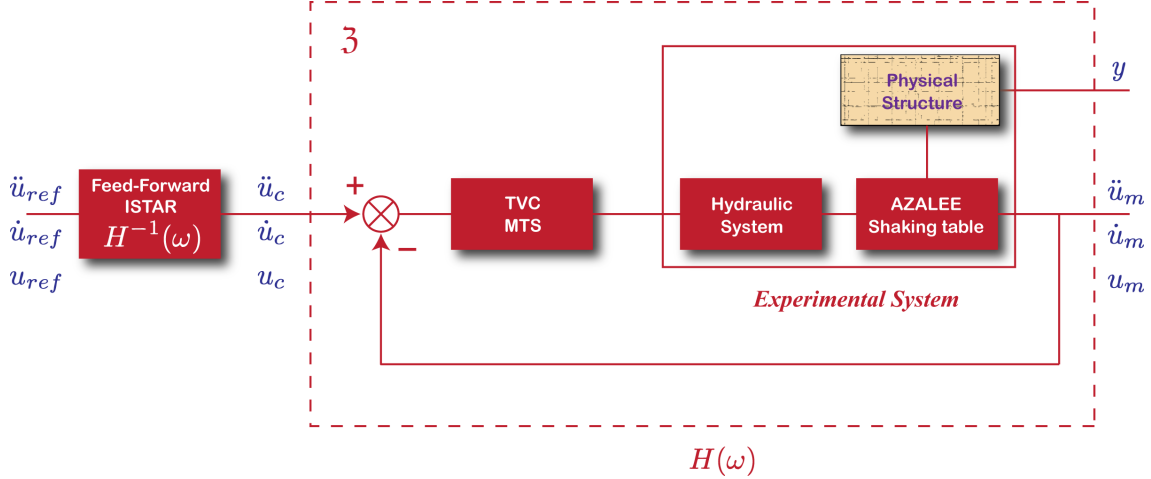 ℨ
Physical
Structure
y
ü_ref
u̇_ref
u_ref
Feed-Forward
ISTAR
H⁻¹(ω)
ü_c
u̇_c
u_c
+
−
TVC
MTS
Hydraulic
System
AZALEE
Shaking table
ü_m
u̇_m
u_m
Experimental System
H(ω)